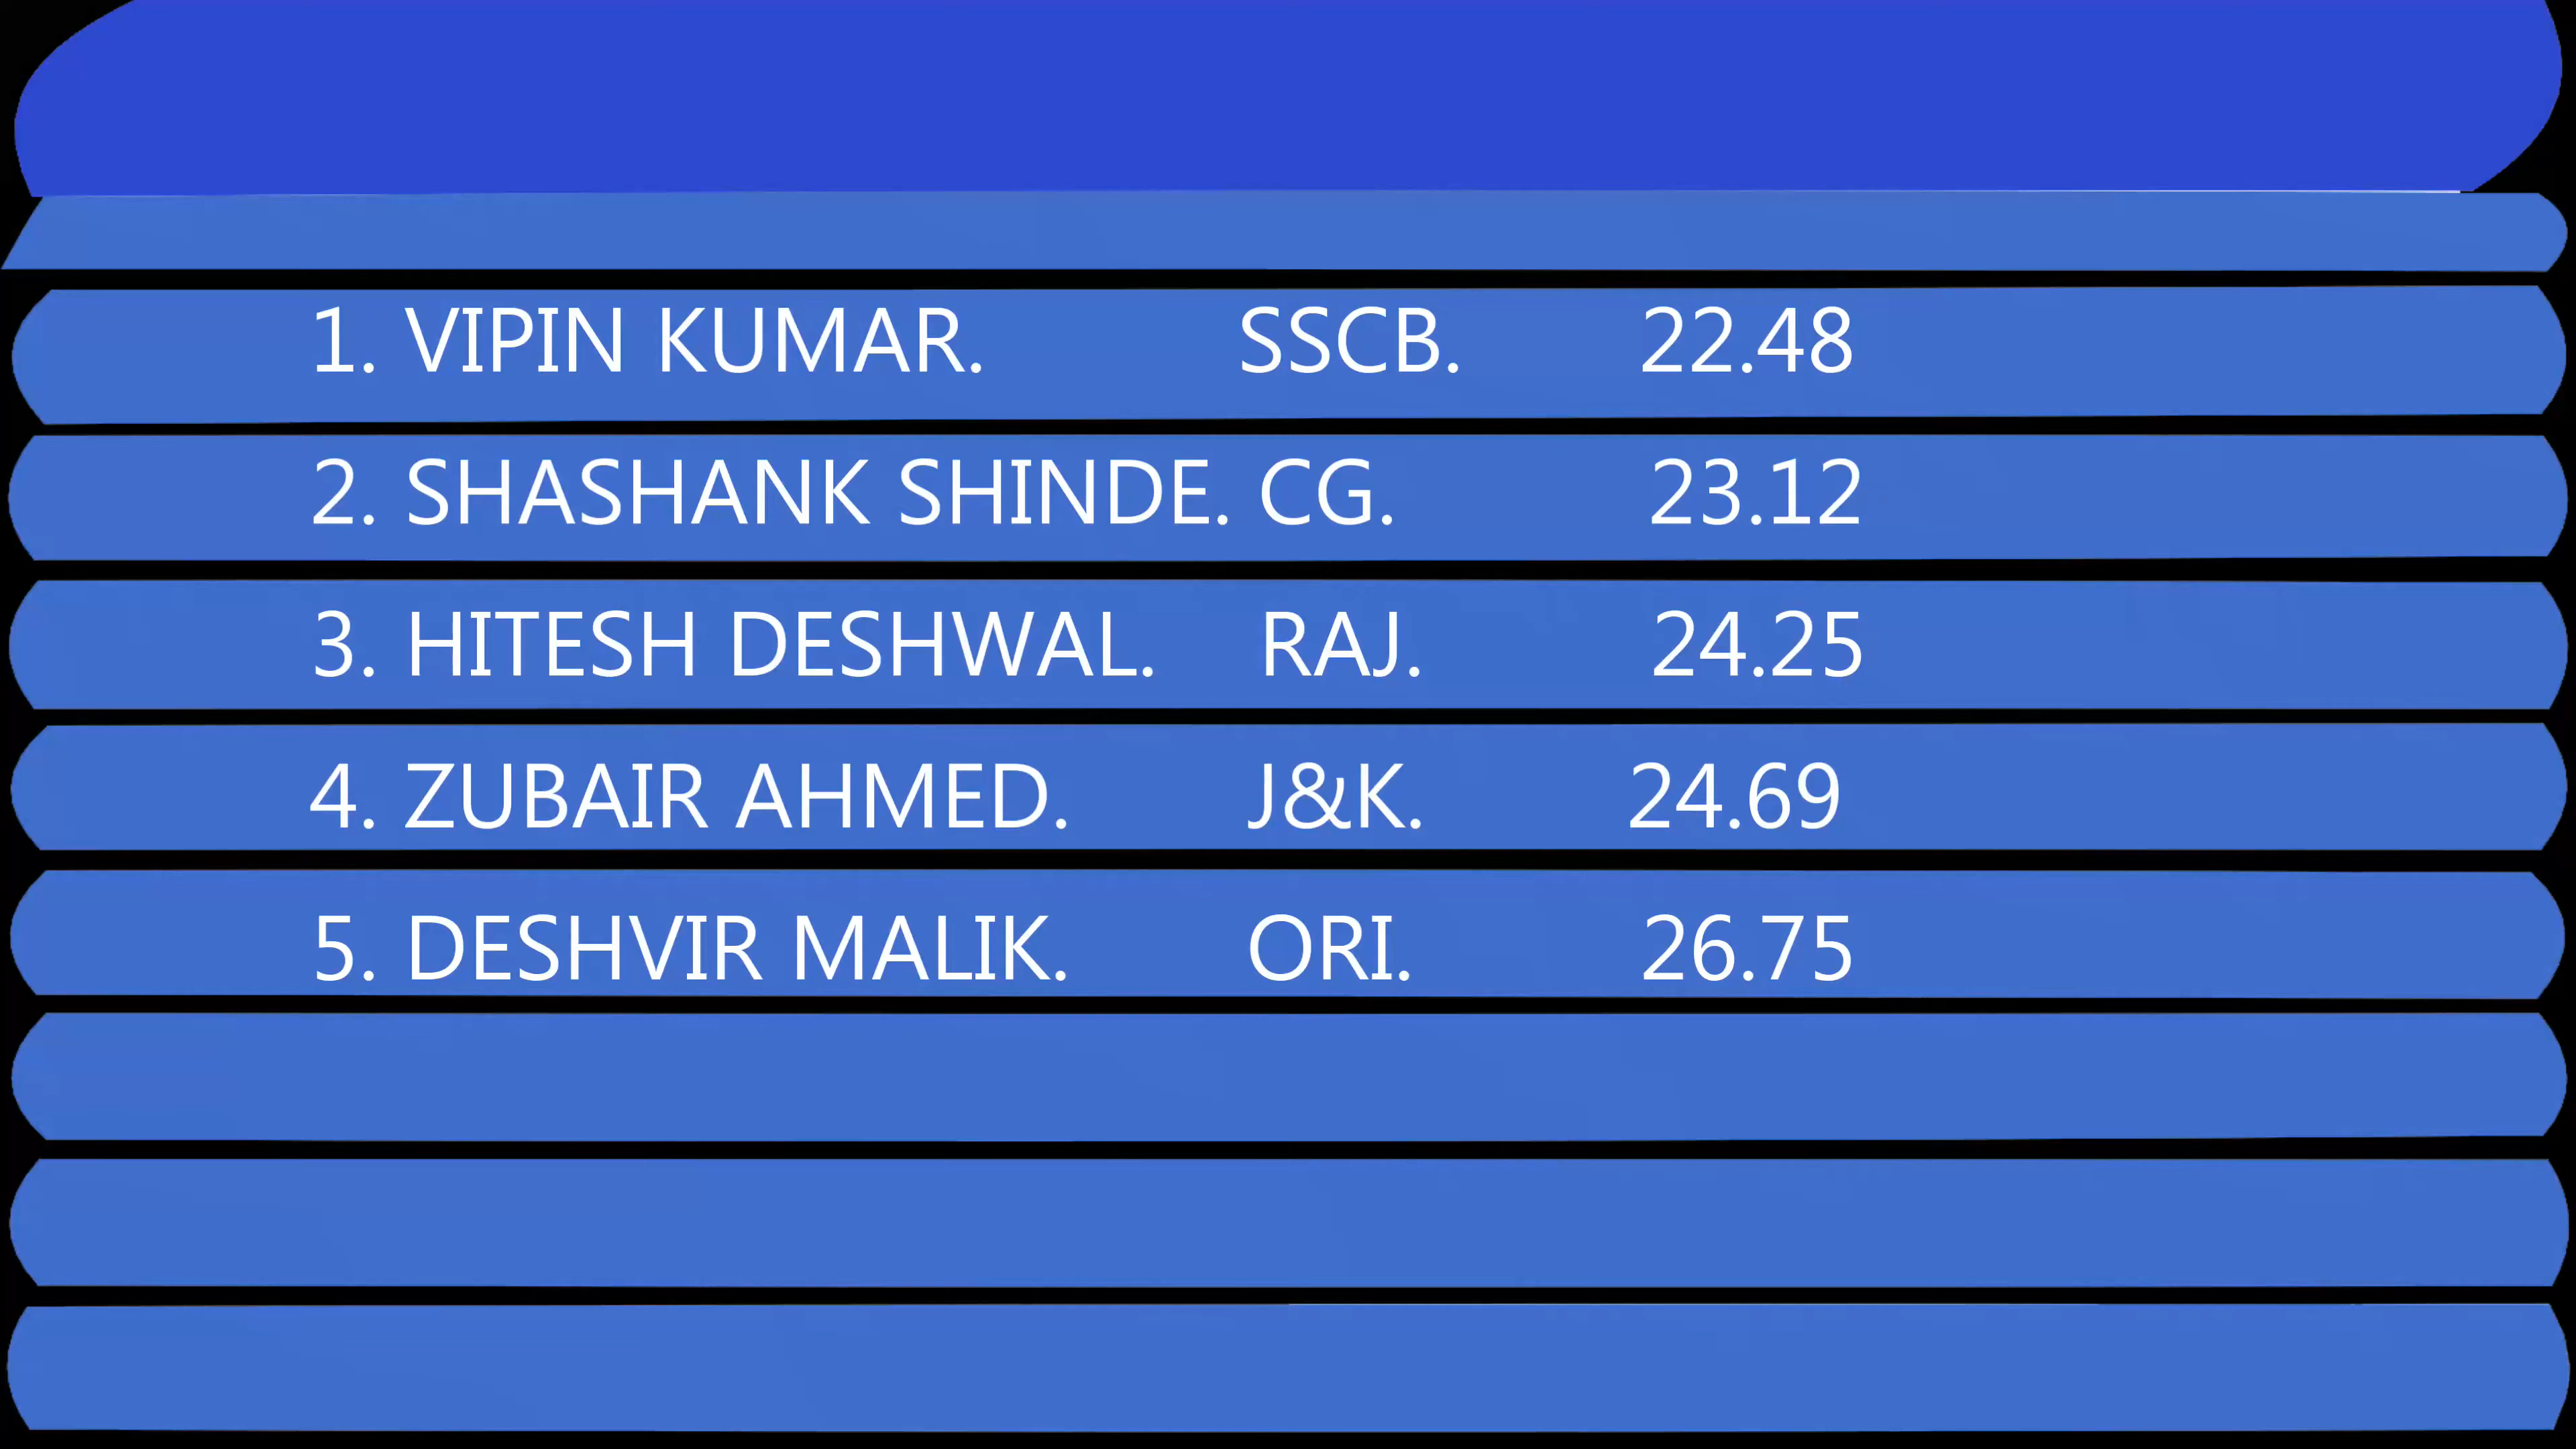 1. VIPIN KUMAR. SSCB. 22.48
2. SHASHANK SHINDE. CG. 23.12
3. HITESH DESHWAL. RAJ. 24.25
4. ZUBAIR AHMED. J&K. 24.69
5. DESHVIR MALIK. ORI. 26.75